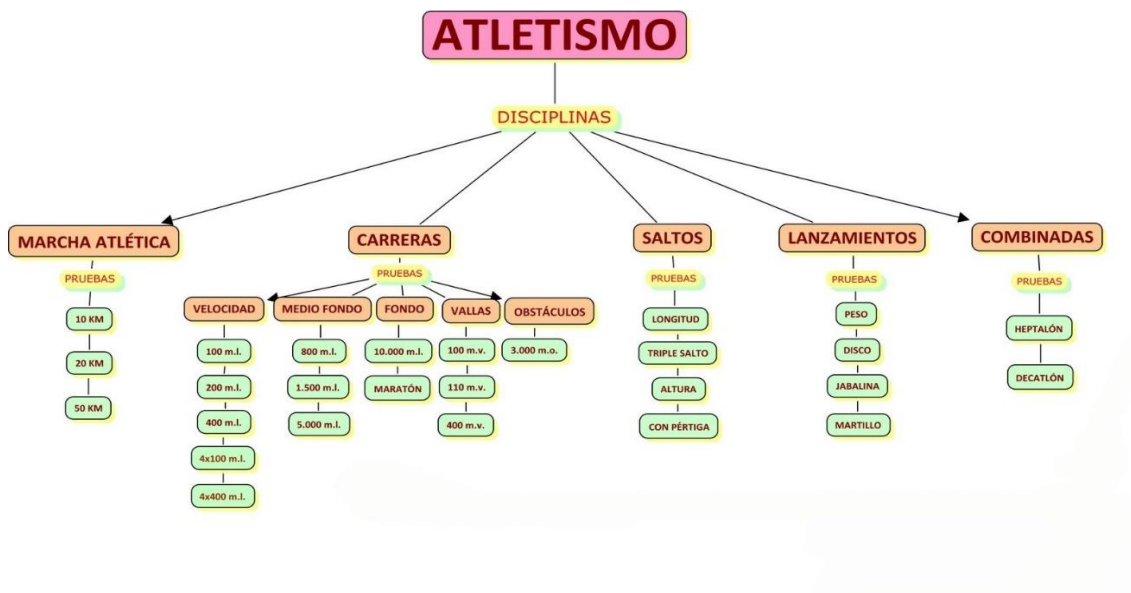 ATLETISMO
DISCIPLINAS
MARCHA ATLÉTICA
PRUEBAS
10 KM
20 KM
50 KM
CARRERAS
PRUEBAS
VELOCIDAD
100 m.l.
200 m.l.
400 m.l.
4x100 m.l.
4x400 m.l.
MEDIO FONDO
800 m.l.
1.500 m.l.
5.000 m.l.
FONDO
10.000 m.l.
MARATÓN
VALLAS
100 m.v.
110 m.v.
400 m.v.
OBSTÁCULOS
3.000 m.o.
SALTOS
PRUEBAS
LONGITUD
TRIPLE SALTO
ALTURA
CON PÉRTIGA
LANZAMIENTOS
PRUEBAS
PESO
DISCO
JABALINA
MARTILLO
COMBINADAS
PRUEBAS
HEPTALÓN
DECATLÓN